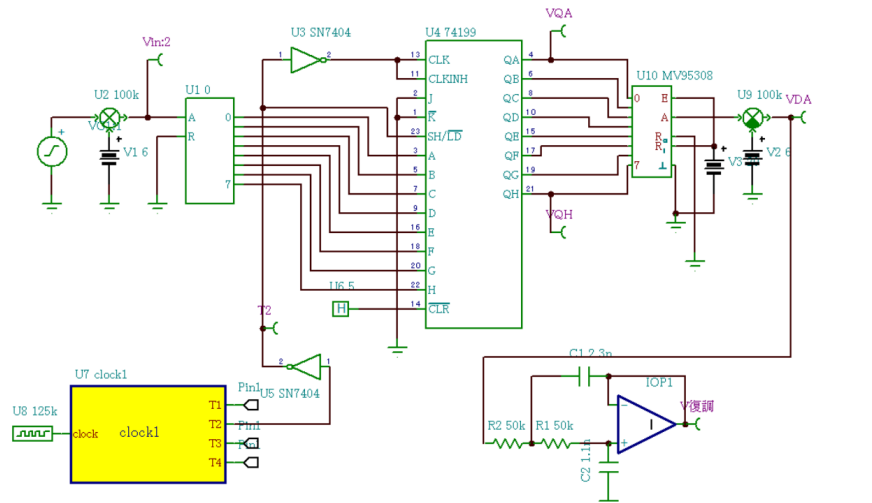 VQA
U3 SN7404
U4 74199
Vin:2
1
2
13
CLK
QA
4
11
CLKINH
QB
6
U10 MV95308
U2 100k
U1 0
2
J
QC
8
0
E
U9 100k
VDA
A
0
1
K
QD
10
A
R
23
SH/LD
QE
15
R
V1 6
3
A
QF
17
R
V2 6
5
B
QG
19
7
7
7
C
QH
21
9
D
VQH
16
E
18
F
20
G
U6 5
22
H
H
14
CLR
T2
2
1
U7 clock1
U5 SN7404
C1 2.3n
Pin1
IOP1
T1
V復調
U8 125k
T2
Pin1
R2 50k
R1 50k
clock
clock1
T3
T4
C2 1.1n